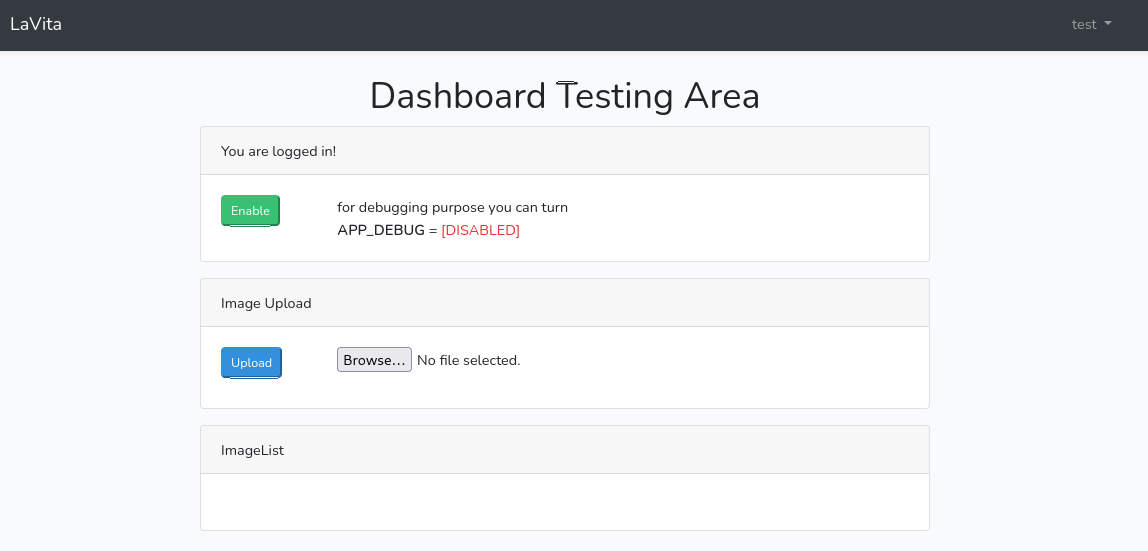 LaVita
test
Dashboard Testing Area
You are logged in!
Enable
for debugging purpose you can turn
APP_DEBUG = [DISABLED]
Image Upload
Upload
Browse... No file selected.
ImageList